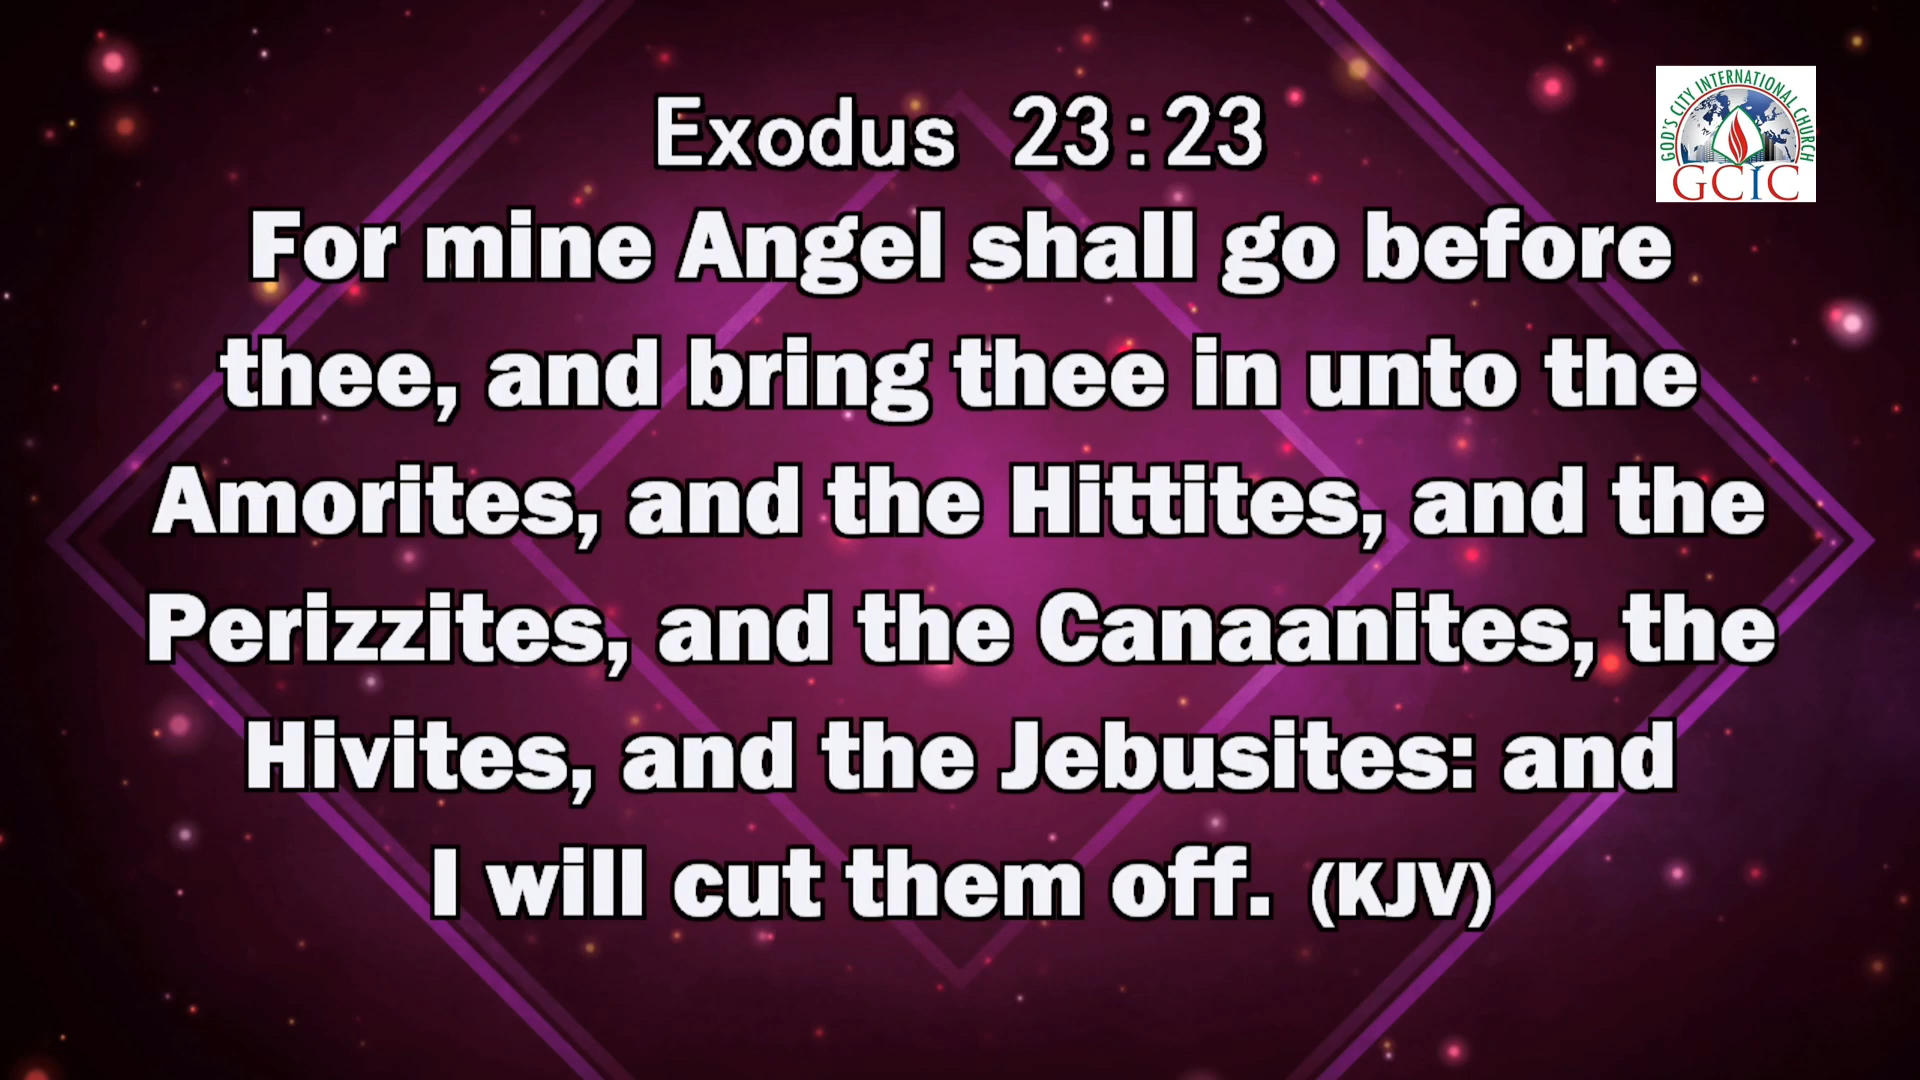 GOD'S CITY INTERNATIONAL CHURCH
GCIC
Exodus 23:23
For mine Angel shall go before
thee, and bring thee in unto the
Amorites, and the Hittites, and the
Perizzites, and the Canaanites, the
Hivites, and the Jebusites: and
I will cut them off. (KJV)